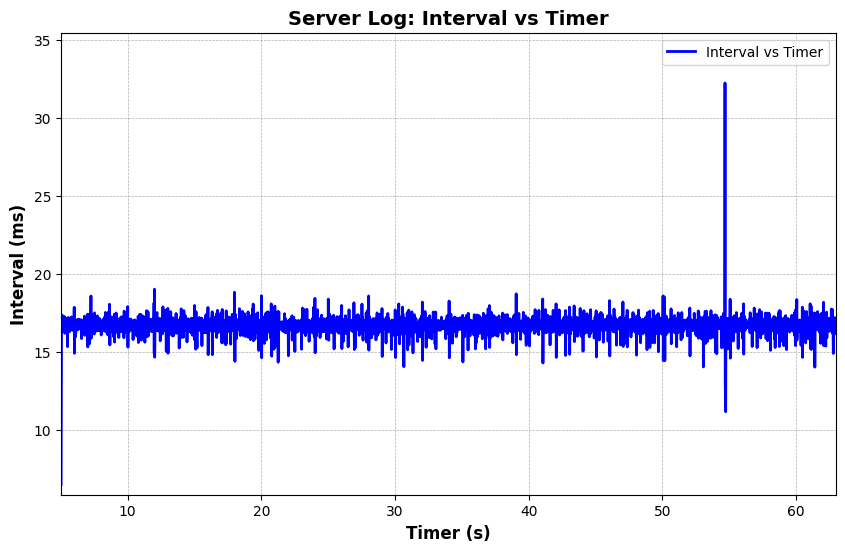 Server Log: Interval vs Timer
Interval vs Timer
35
30
25
20
15
10
Interval (ms)
10 20 30 40 50 60
Timer (s)